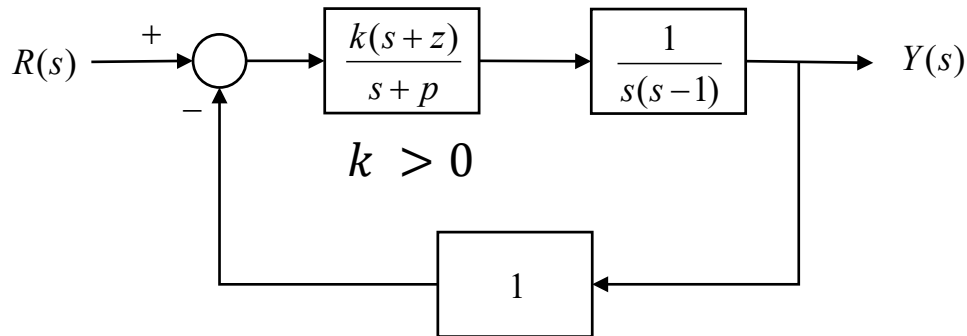 +
R(s)
−
k(s + z)
s + p
1
s(s − 1)
Y(s)
k > 0
1